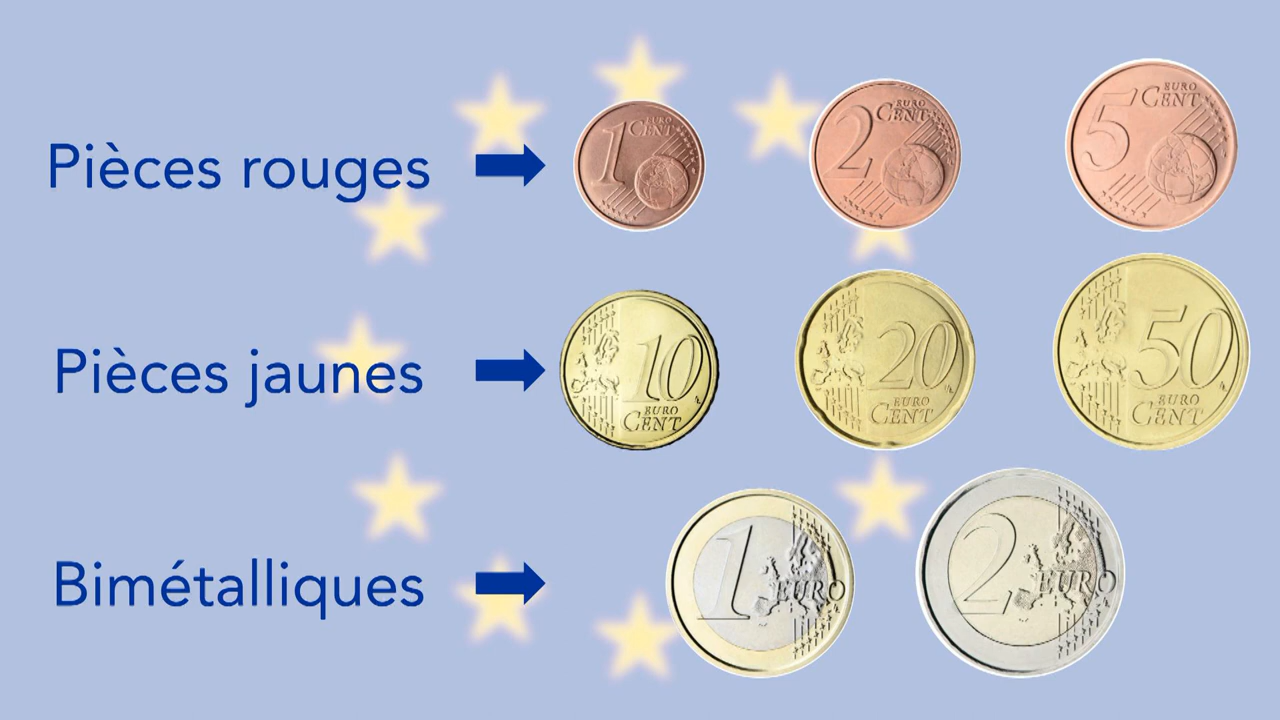 Pièces rouges
1 EURO CENT
2 EURO CENT
5 EURO CENT
Pièces jaunes
10 EURO CENT
20 EURO CENT
50 EURO CENT
Bimétalliques
1 EURO
2 EURO